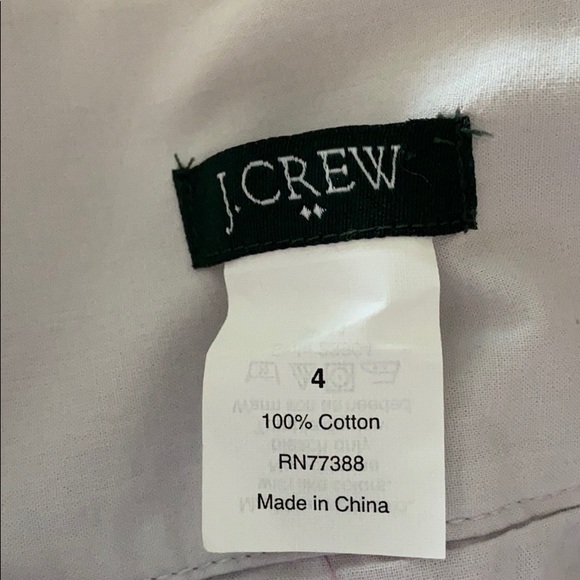 J.CREW
4
100% Cotton
RN77388
Made in China